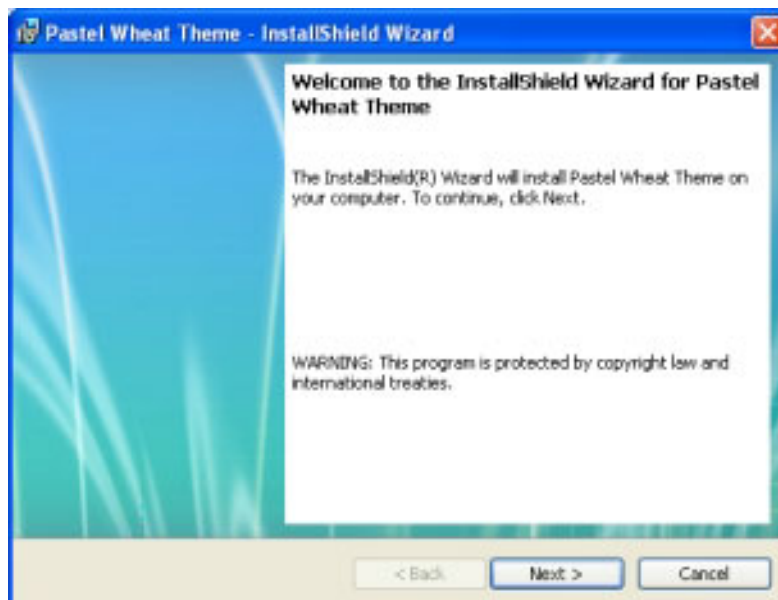 Pastel Wheat Theme - InstallShield Wizard
Welcome to the InstallShield Wizard for Pastel
Wheat Theme
The InstallShield(R) Wizard will install Pastel Wheat Theme on
your computer. To continue, click Next.
WARNING: This program is protected by copyright law and
international treaties.
< Back
Next >
Cancel